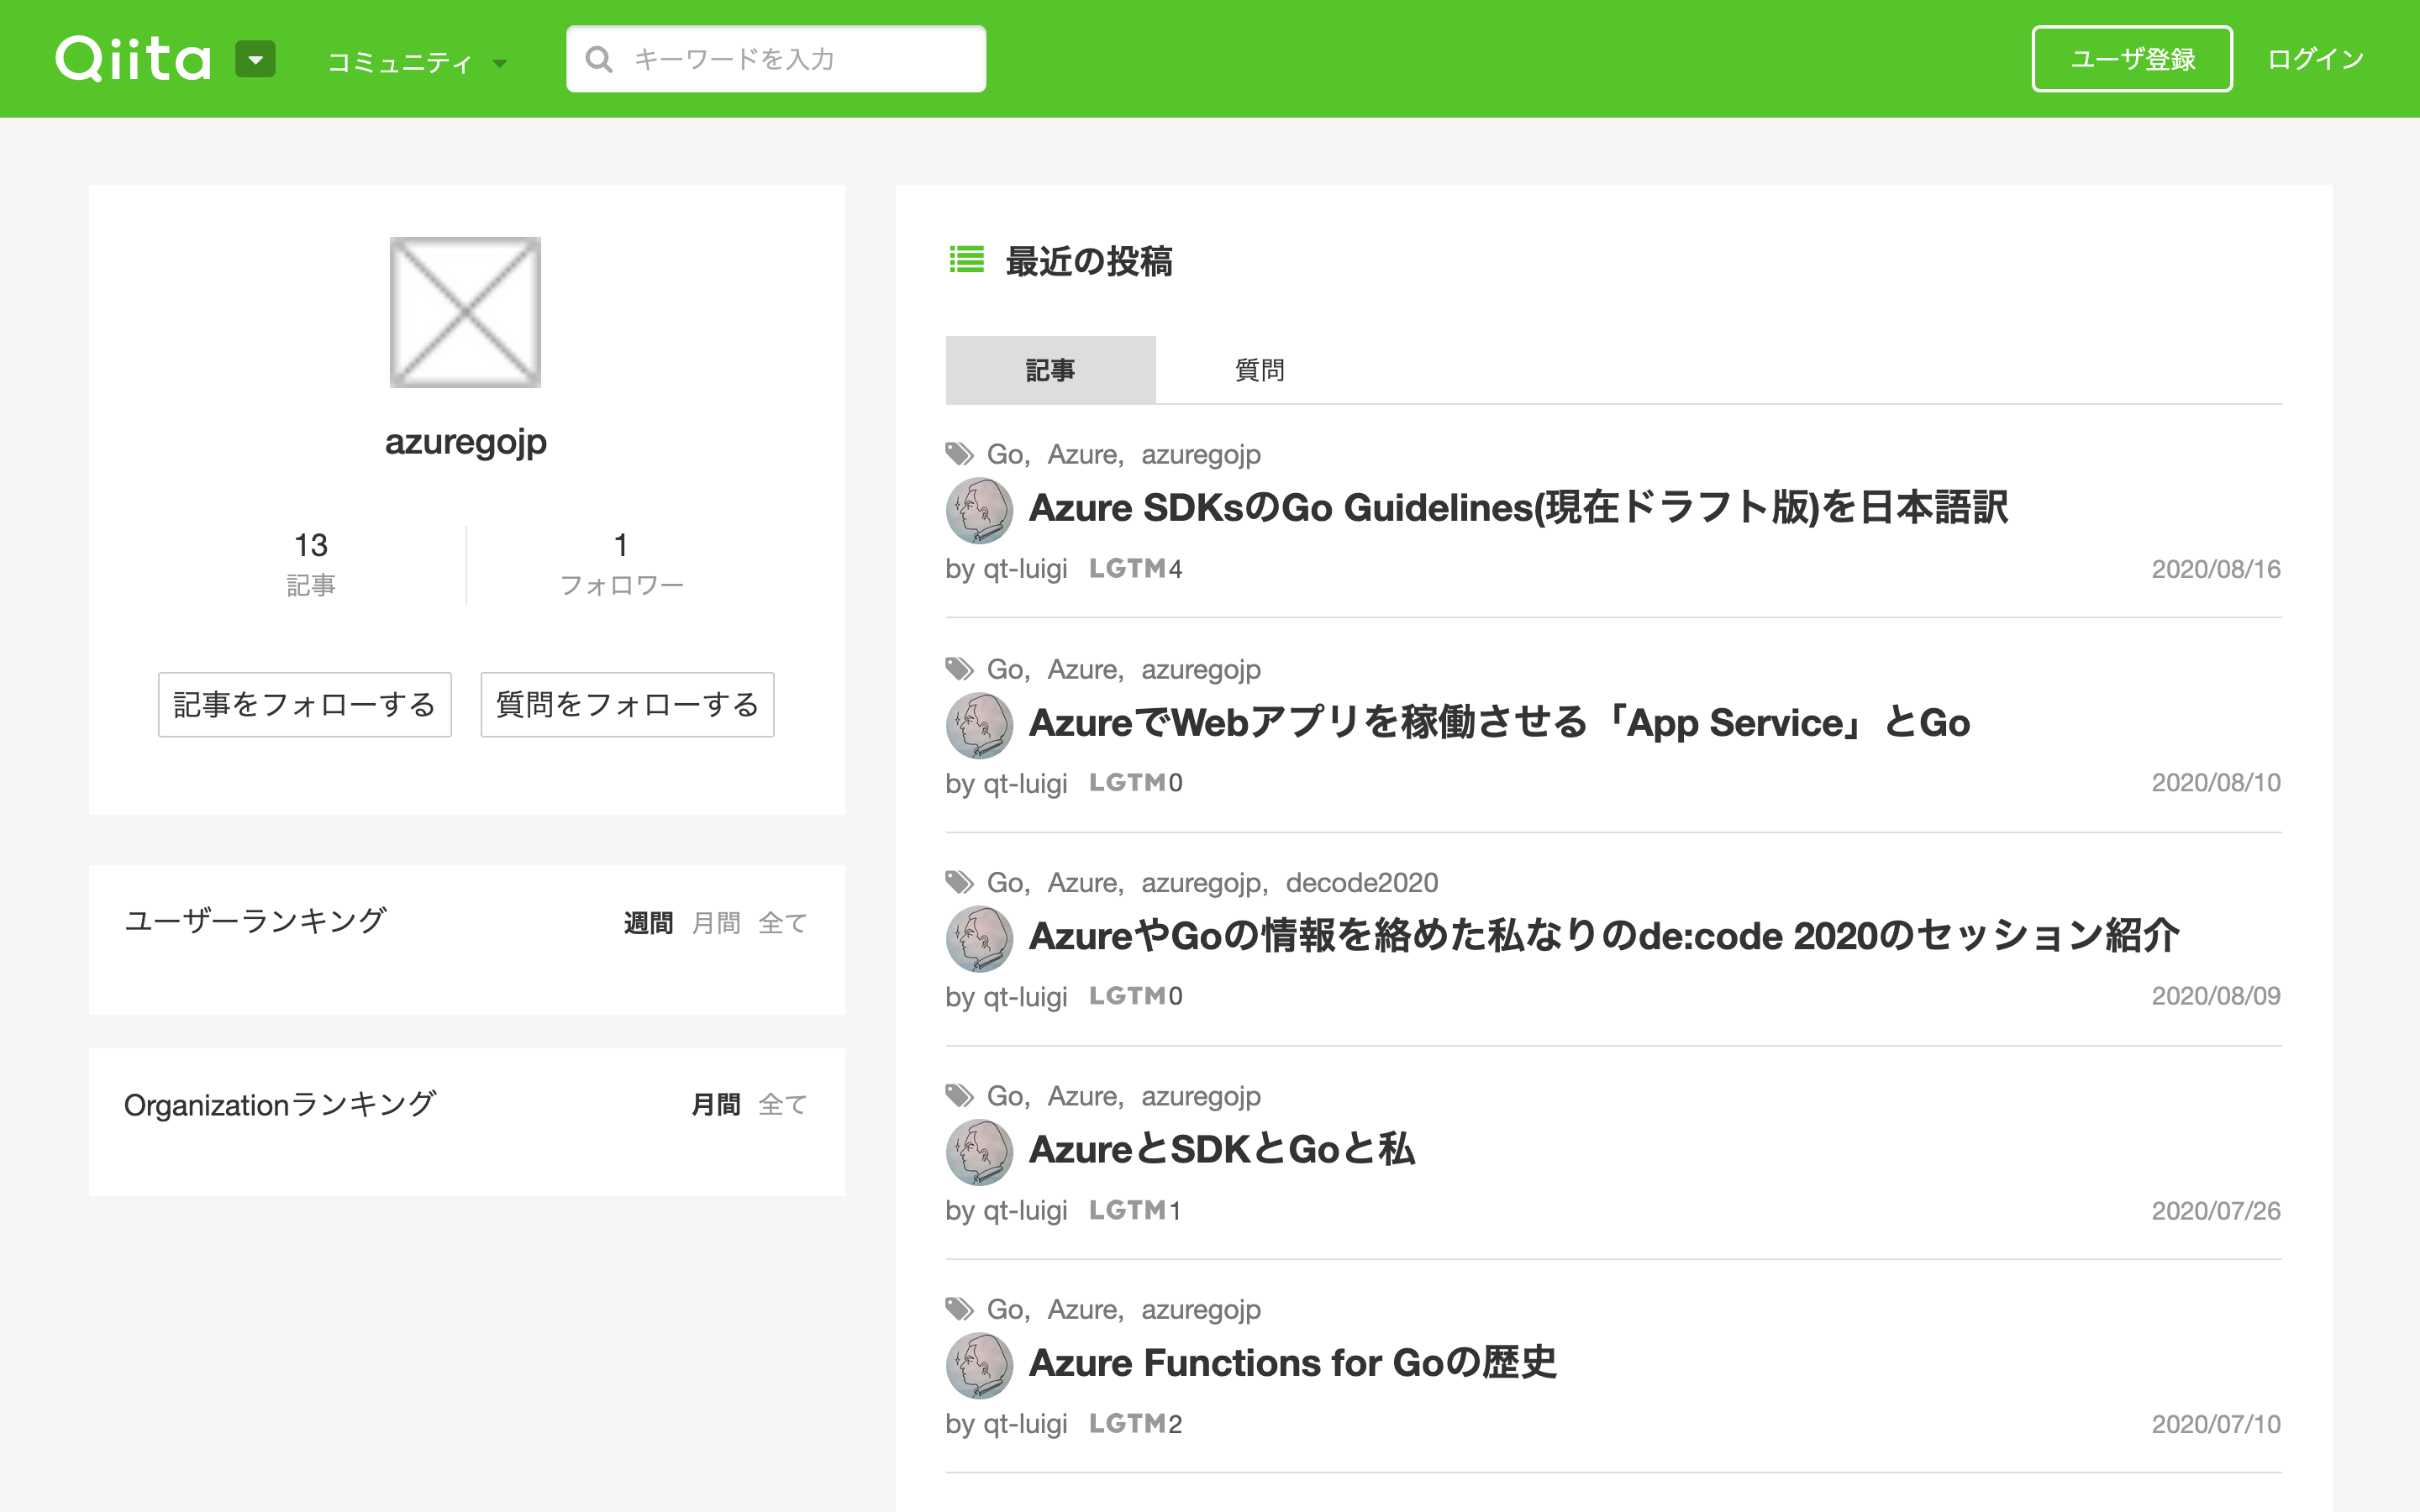 Qiita
コミュニティ
キーワードを入力
ユーザ登録
ログイン
azuregojp
13
記事
1
フォロワー
記事をフォローする
質問をフォローする
ユーザーランキング
週間 月間 全て
Organizationランキング
月間 全て
最近の投稿
記事
質問
Go, Azure, azuregojp
Azure SDKsのGo Guidelines(現在ドラフト版)を日本語訳
by qt-luigi LGTM4
2020/08/16
Go, Azure, azuregojp
AzureでWebアプリを稼働させる「App Service」とGo
by qt-luigi LGTM0
2020/08/10
Go, Azure, azuregojp, decode2020
AzureやGoの情報を絡めた私なりのde:code 2020のセッション紹介
by qt-luigi LGTM0
2020/08/09
Go, Azure, azuregojp
AzureとSDKとGoと私
by qt-luigi LGTM1
2020/07/26
Go, Azure, azuregojp
Azure Functions for Goの歴史
by qt-luigi LGTM2
2020/07/10